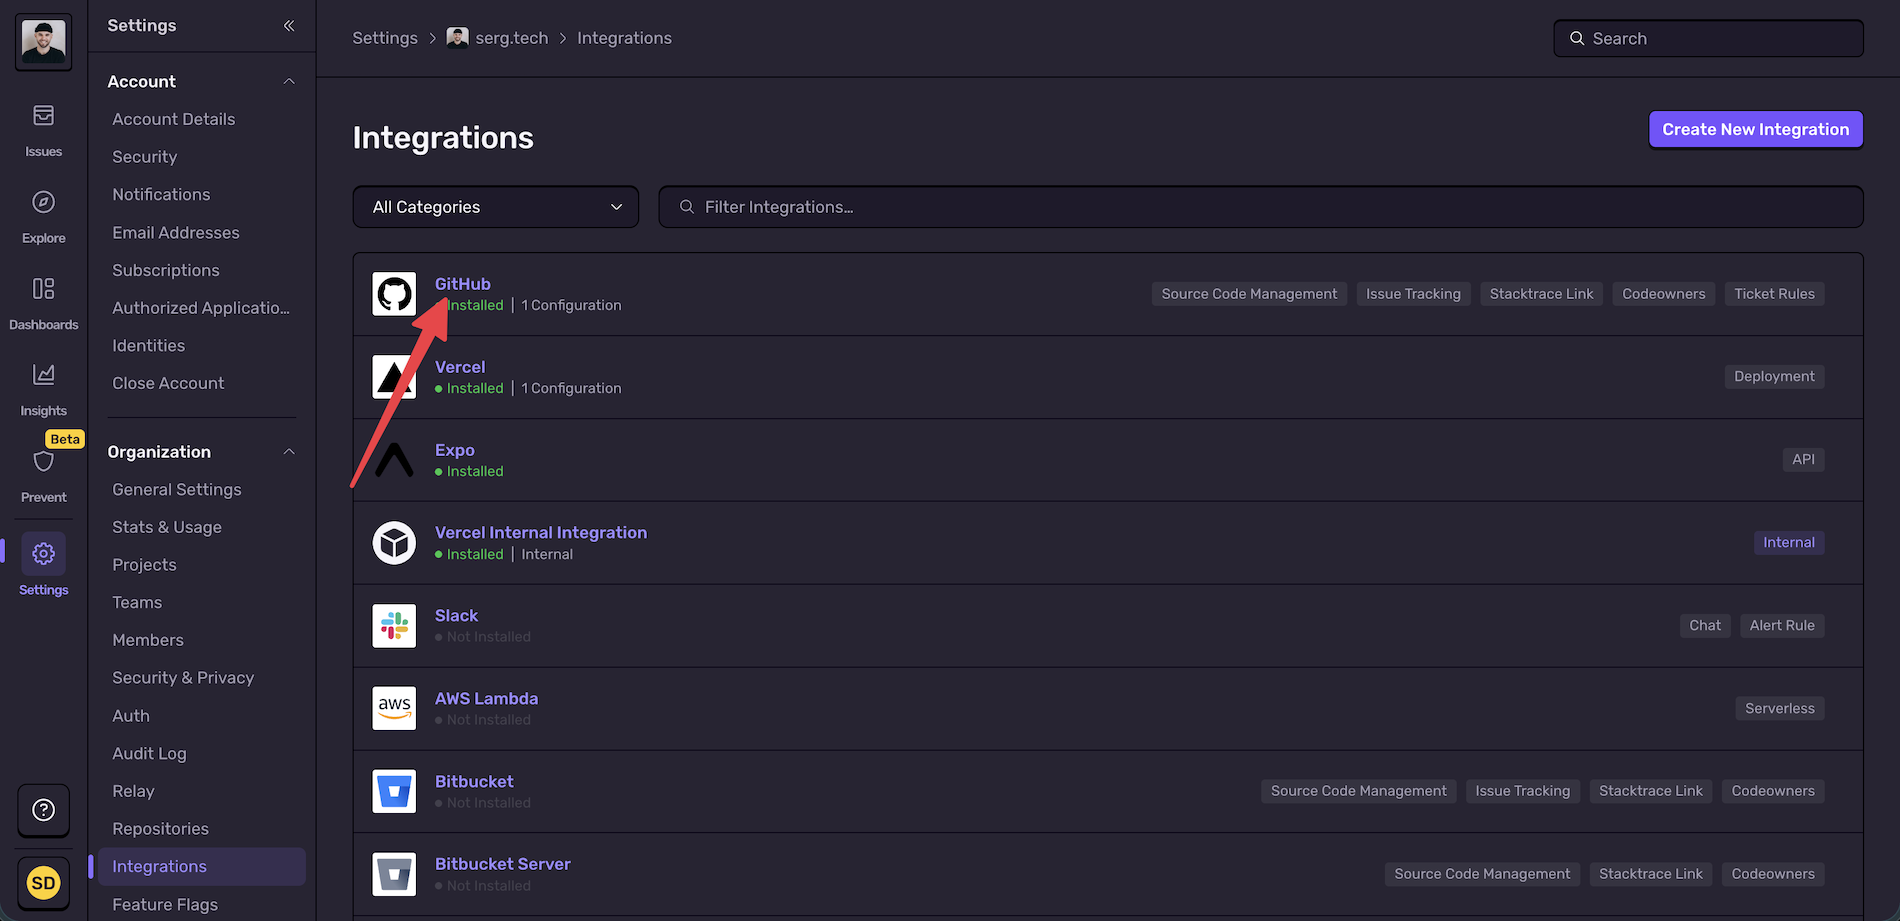 Issues
Explore
Dashboards
Insights
Beta
Prevent
Settings
SD
Settings
Account
Account Details
Security
Notifications
Email Addresses
Subscriptions
Authorized Applicatio...
Identities
Close Account
Organization
General Settings
Stats & Usage
Projects
Teams
Members
Security & Privacy
Auth
Audit Log
Relay
Repositories
Integrations
Feature Flags
Settings > serg.tech > Integrations
Search
Integrations
Create New Integration
All Categories
Filter Integrations...
GitHub
Installed | 1 Configuration
Source Code Management Issue Tracking Stacktrace Link Codeowners Ticket Rules
Vercel
Installed | 1 Configuration
Deployment
Expo
Installed
API
Vercel Internal Integration
Installed | Internal
Internal
Slack
Not Installed
Chat Alert Rule
aws
AWS Lambda
Not Installed
Serverless
Bitbucket
Not Installed
Source Code Management Issue Tracking Stacktrace Link Codeowners
Bitbucket Server
Not Installed
Source Code Management Stacktrace Link Codeowners